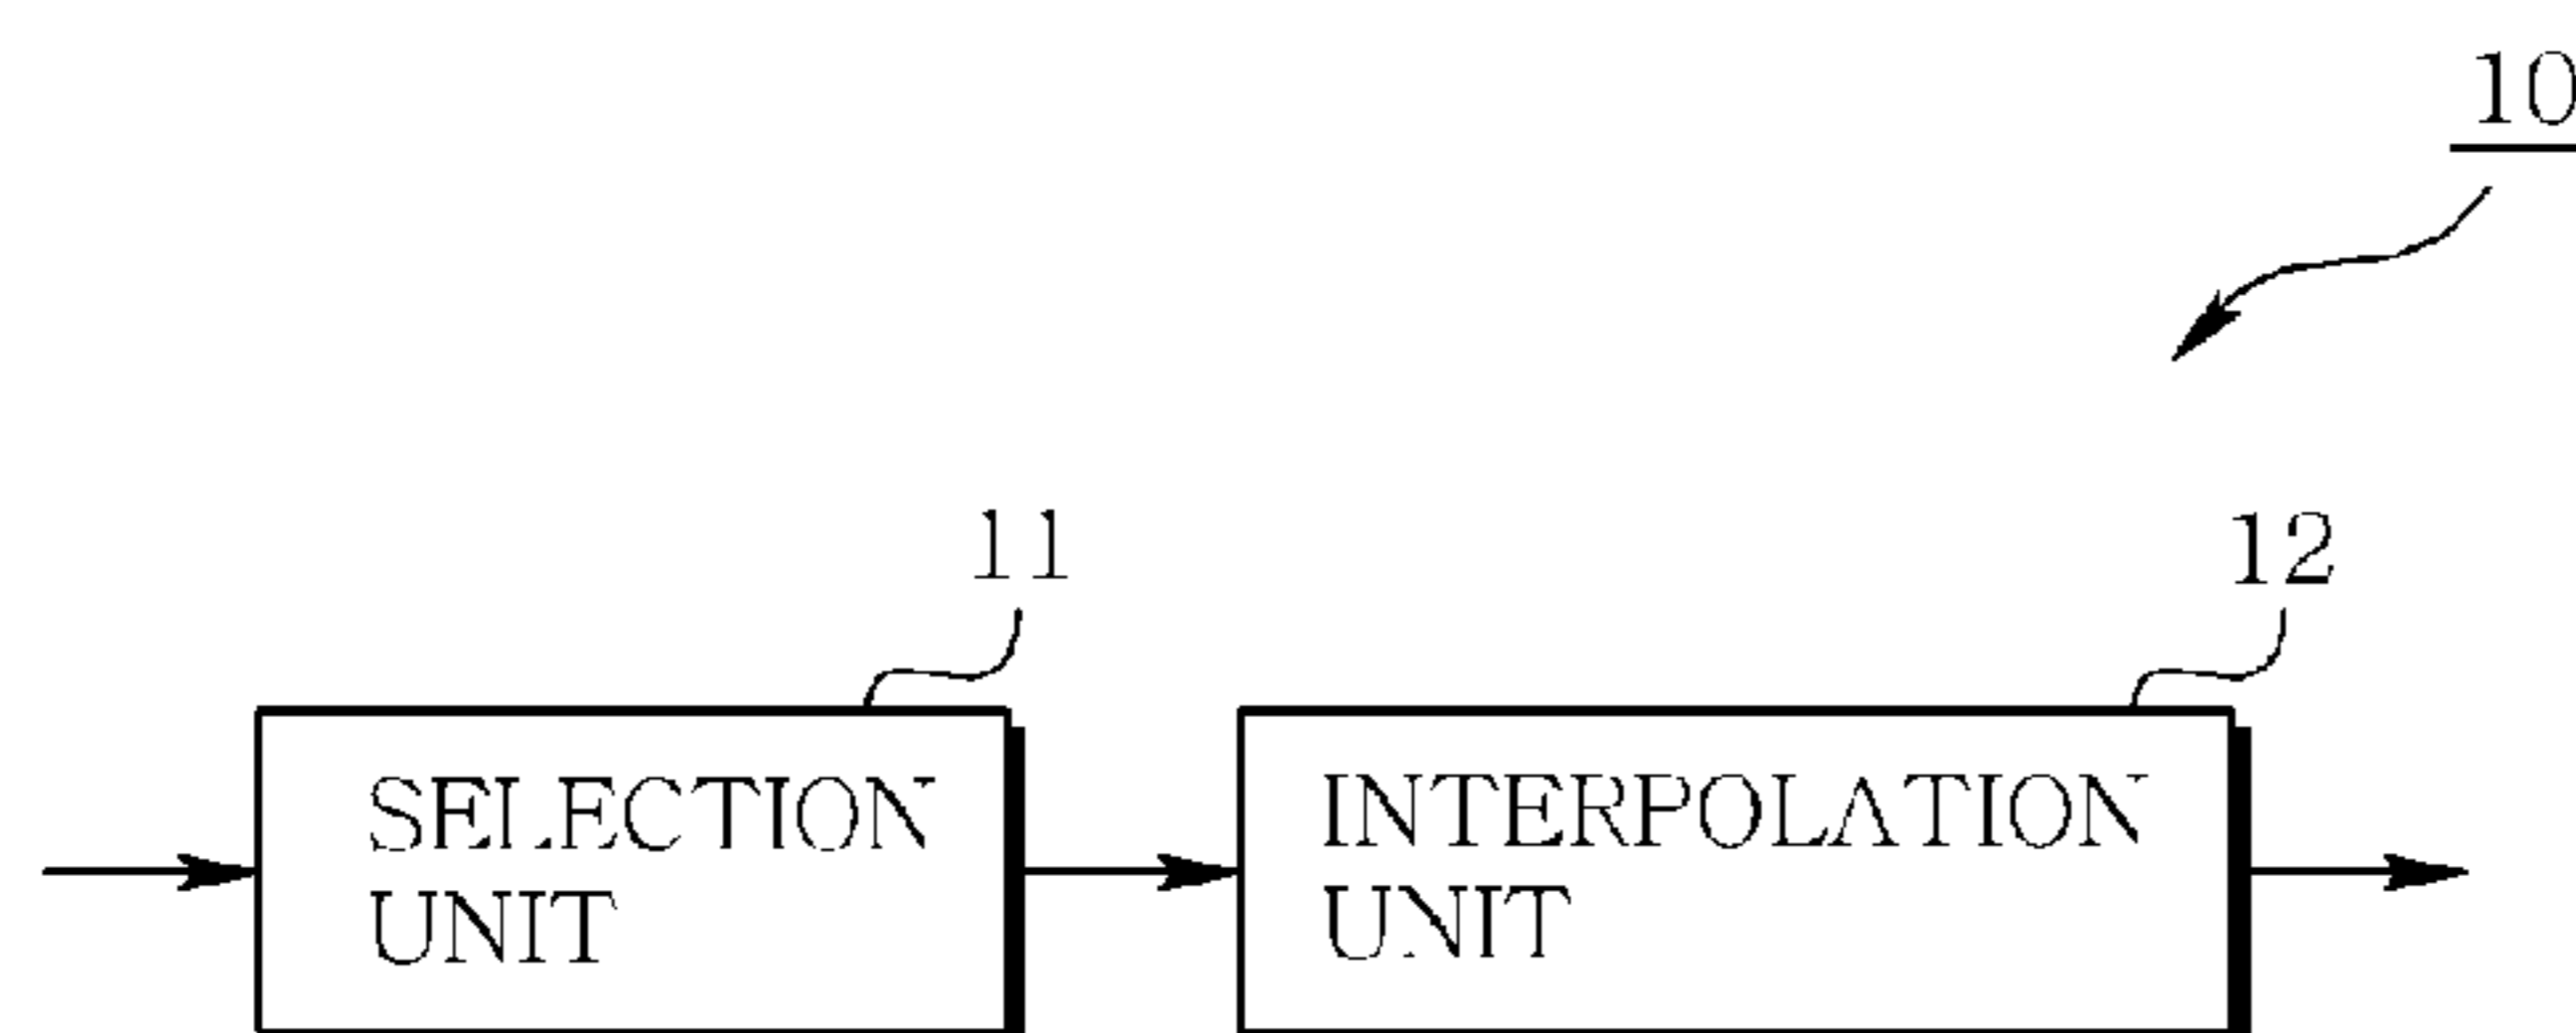 10
11
12
SELECTION
UNIT
INTERPOLATION
UNIT